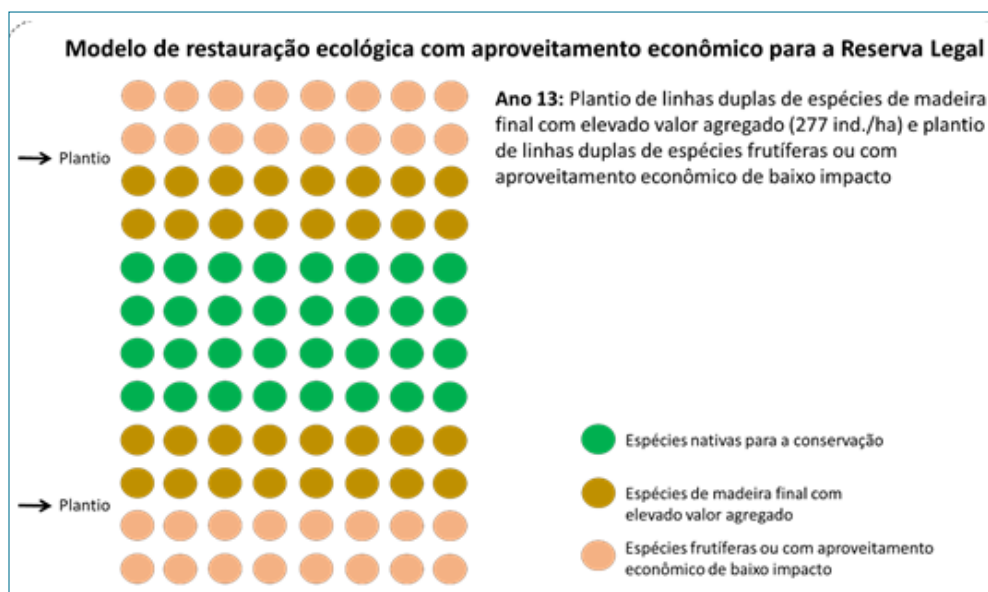 Modelo de restauração ecológica com aproveitamento econômico para a Reserva Legal
Ano 13: Plantio de linhas duplas de espécies de madeira
final com elevado valor agregado (277 ind./ha) e plantio
de linhas duplas de espécies frutíferas ou com
aproveitamento econômico de baixo impacto
Plantio
Espécies nativas para a conservação
Espécies de madeira final com
elevado valor agregado
Plantio
Espécies frutíferas ou com aproveitamento
econômico de baixo impacto